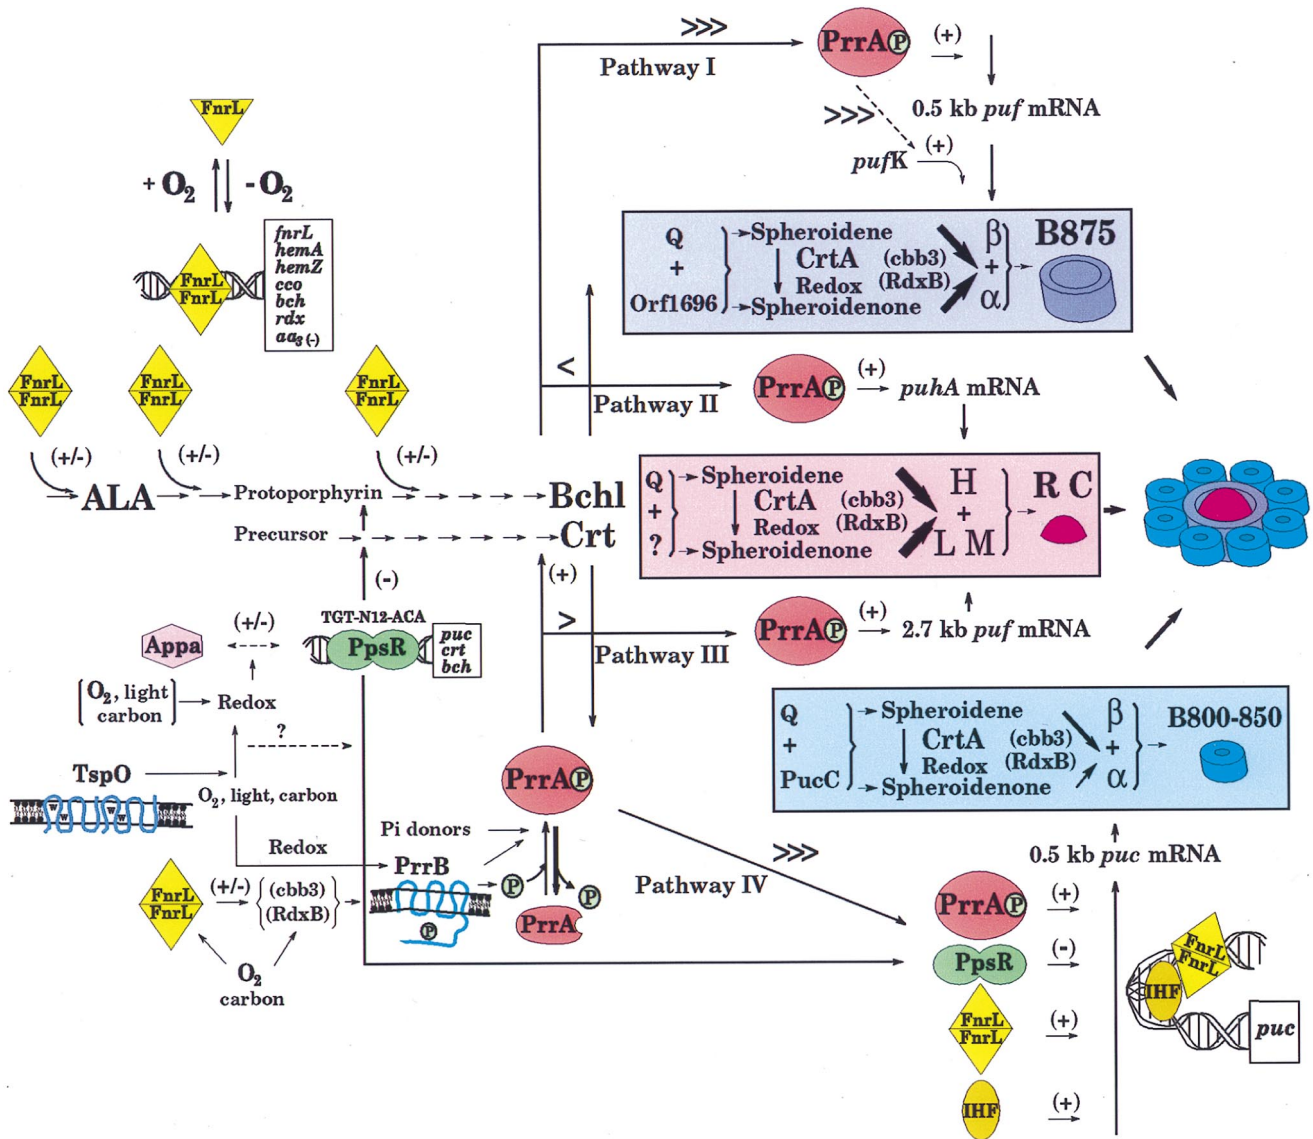 >>>
PrrA P
(+)
Pathway I
0.5 kb puf mRNA
>>>
pufK
(+)
FnrL
+ O2
- O2
fnrL
hemA
hemZ
cco
bch
rdx
aa3 (-)
FnrL
FnrL
Q
+
Orf1696
Spheroidene
CrtA
Redox
Spheroidenone
(cbb3)
(RdxB)
β
+
α
B875
FnrL
FnrL
FnrL
FnrL
FnrL
FnrL
<
Pathway II
PrrA P
(+)
puhA mRNA
(+/-)
(+/-)
(+/-)
ALA
Protoporphyrin
Bchl
Precursor
Crt
Q
+
?
Spheroidene
CrtA
Redox
Spheroidenone
(cbb3)
(RdxB)
H
+
L M
R C
(-)
(+)
>
Pathway III
PrrA P
(+)
2.7 kb puf mRNA
Appa
(+/-)
TGT-N12-ACA
PpsR
puc
crt
bch
O2, light
carbon
Redox
?
TspO
w
w
w
w
O2, light, carbon
Q
+
PucC
Spheroidene
CrtA
Redox
Spheroidenone
(cbb3)
(RdxB)
β
+
α
B800-850
PrrA P
Pi donors
Redox
PrrB
P
P
P
PrrA
>>>
Pathway IV
0.5 kb puc mRNA
FnrL
FnrL
(+/-)
(cbb3)
(RdxB)
O2
carbon
PrrA P
(+)
PpsR
(-)
FnrL
FnrL
(+)
IHF
(+)
FnrL
FnrL
IHF
puc